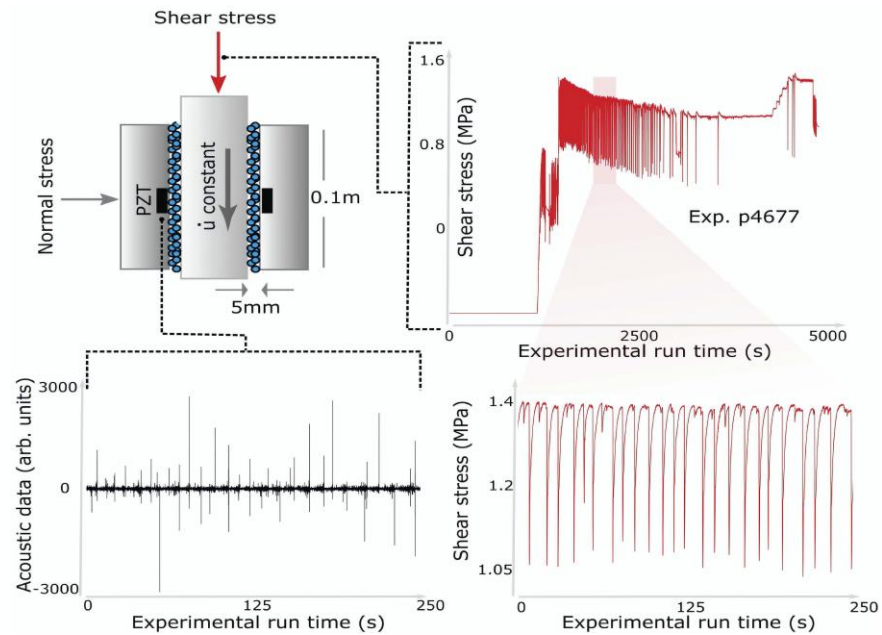 Shear stress
Normal stress
PZT
u̇ constant
0.1m
5mm
Shear stress (MPa)
1.6
0.8
0
Exp. p4677
0
2500
5000
Experimental run time (s)
Acoustic data (arb. units)
3000
0
-3000
0
125
250
Experimental run time (s)
Shear stress (MPa)
1.4
1.2
1.05
0
125
250
Experimental run time (s)